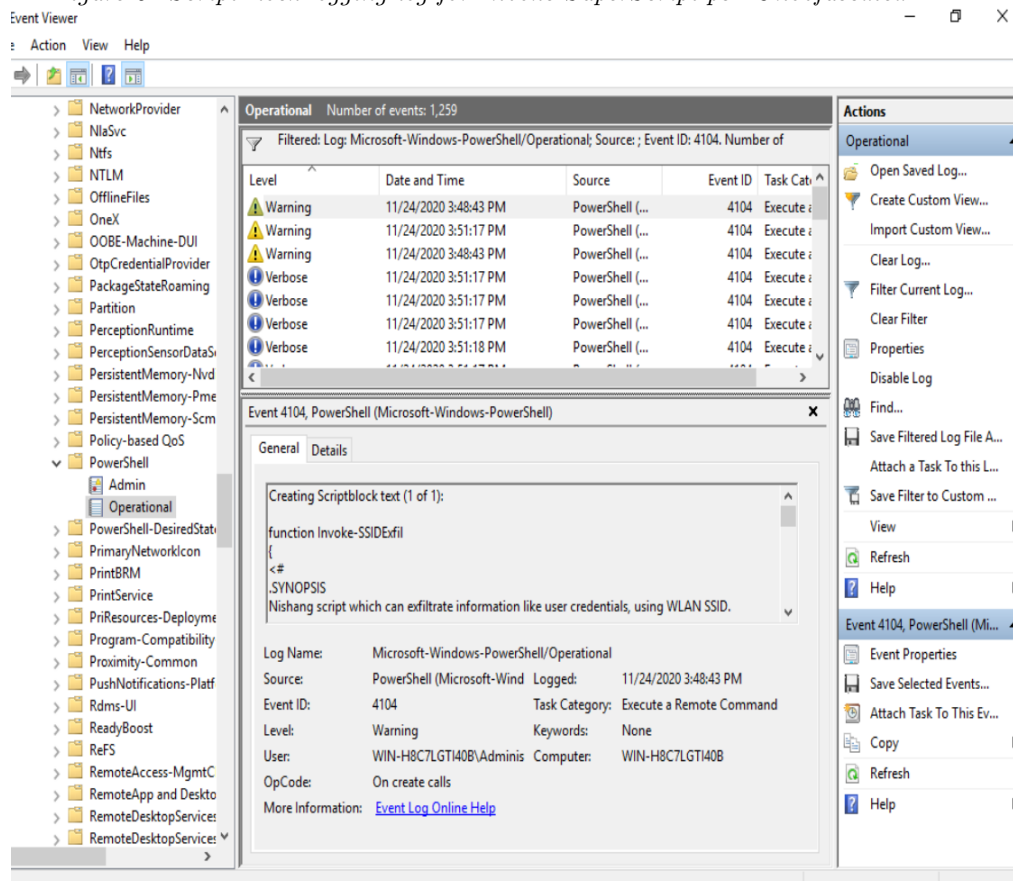 Event Viewer
Action View Help
NetworkProvider
NlaSvc
Ntfs
NTLM
OfflineFiles
OneX
OOBE-Machine-DUI
OtpCredentialProvider
PackageStateRoaming
Partition
PerceptionRuntime
PerceptionSensorDataS
PersistentMemory-Nvd
PersistentMemory-Pme
PersistentMemory-Scm
Policy-based QoS
PowerShell
Admin
Operational
PowerShell-DesiredStat
PrimaryNetworkIcon
PrintBRM
PrintService
PriResources-Deployme
Program-Compatibility
Proximity-Common
PushNotifications-Platf
Rdms-UI
ReadyBoost
ReFS
RemoteAccess-MgmtC
RemoteApp and Deskto
RemoteDesktopServices
RemoteDesktopServices
Operational Number of events: 1,259
Filtered: Log: Microsoft-Windows-PowerShell/Operational; Source: ; Event ID: 4104. Number of
Level Date and Time Source Event ID Task Cat
Warning 11/24/2020 3:48:43 PM PowerShell (... 4104 Execute a
Warning 11/24/2020 3:51:17 PM PowerShell (... 4104 Execute a
Warning 11/24/2020 3:48:43 PM PowerShell (... 4104 Execute a
Verbose 11/24/2020 3:51:17 PM PowerShell (... 4104 Execute a
Verbose 11/24/2020 3:51:17 PM PowerShell (... 4104 Execute a
Verbose 11/24/2020 3:51:17 PM PowerShell (... 4104 Execute a
Verbose 11/24/2020 3:51:18 PM PowerShell (... 4104 Execute a
Event 4104, PowerShell (Microsoft-Windows-PowerShell)
General Details
Creating Scriptblock text (1 of 1):
function Invoke-SSIDExfil
{
<#
.SYNOPSIS
Nishang script which can exfiltrate information like user credentials, using WLAN SSID.
Log Name: Microsoft-Windows-PowerShell/Operational
Source: PowerShell (Microsoft-Wind Logged: 11/24/2020 3:48:43 PM
Event ID: 4104 Task Category: Execute a Remote Command
Level: Warning Keywords: None
User: WIN-H8C7LGTI40B\Adminis Computer: WIN-H8C7LGTI40B
OpCode: On create calls
More Information: Event Log Online Help
Actions
Operational
Open Saved Log...
Create Custom View...
Import Custom View...
Clear Log...
Filter Current Log...
Clear Filter
Properties
Disable Log
Find...
Save Filtered Log File A...
Attach a Task To this L...
Save Filter to Custom ...
View
Refresh
Help
Event 4104, PowerShell (Mi...
Event Properties
Save Selected Events...
Attach Task To This Ev...
Copy
Refresh
Help